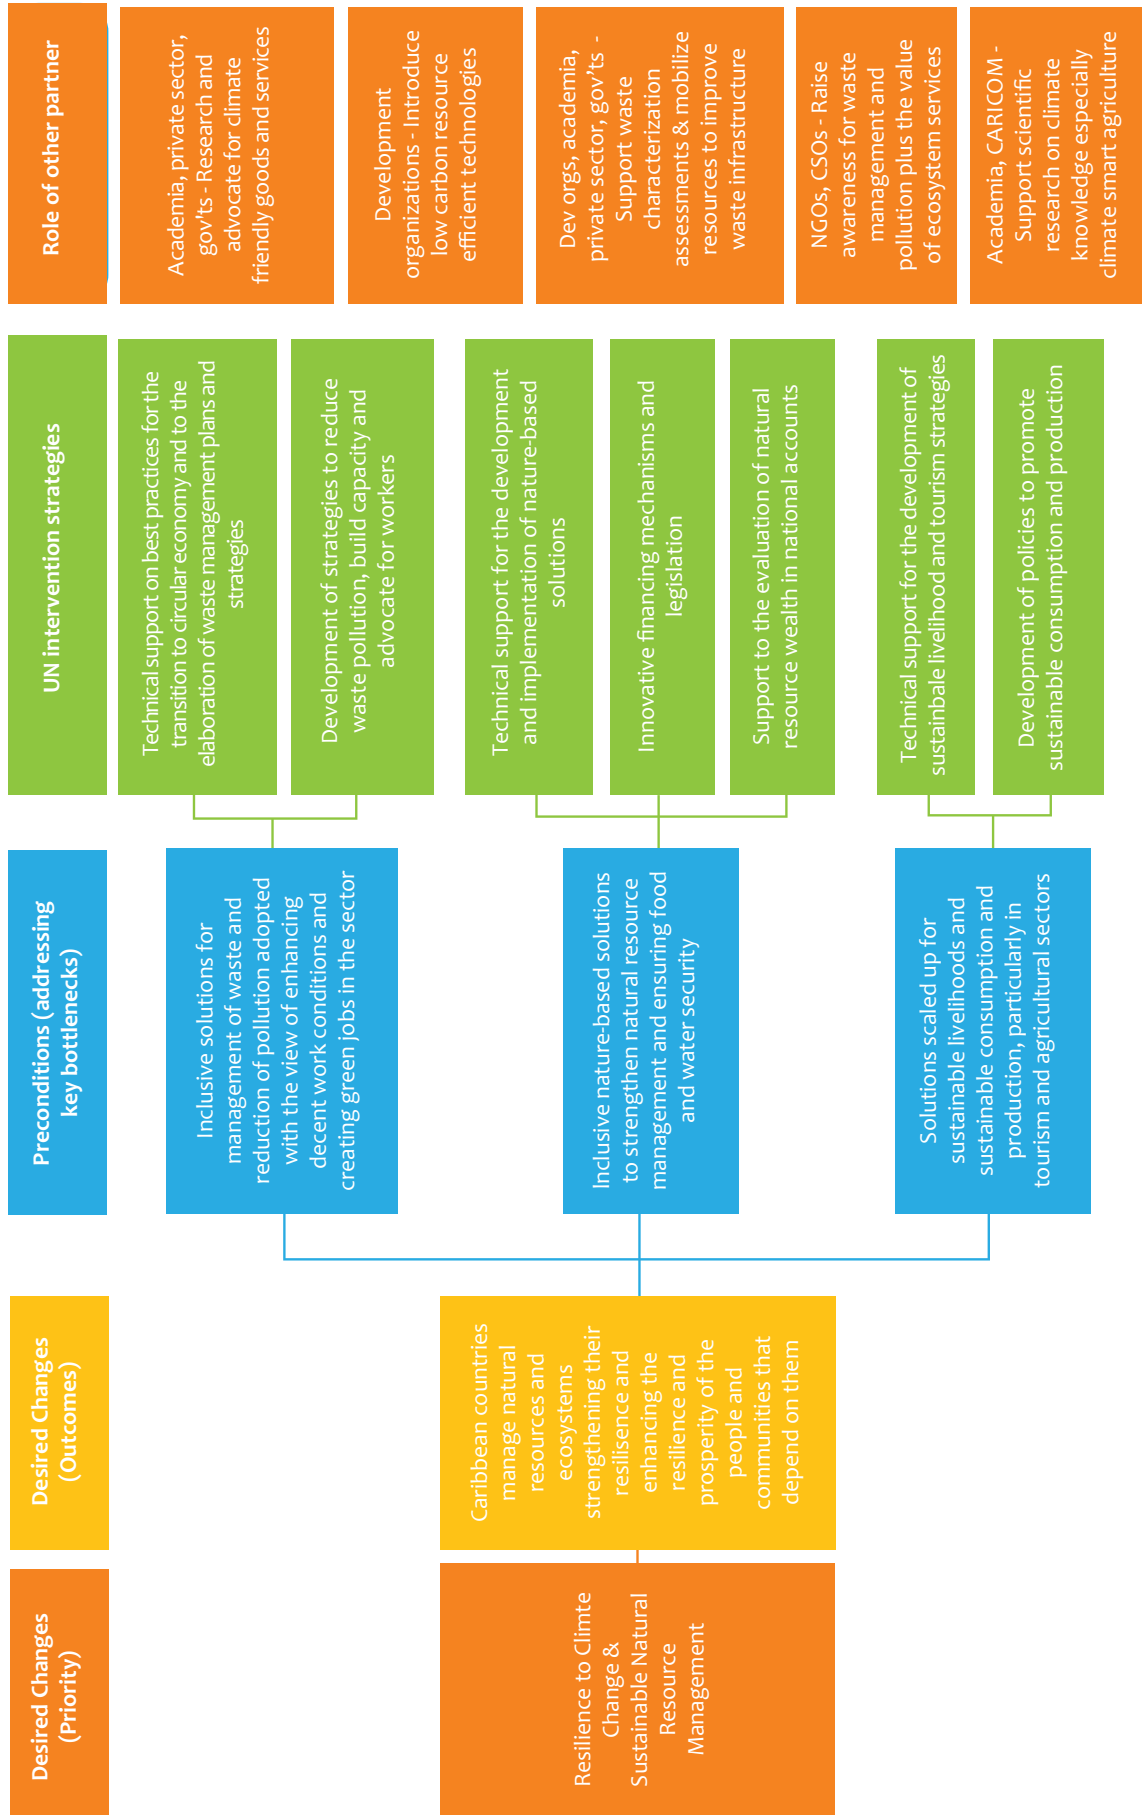 Desired Changes
(Priority)
Resilience to Climte
Change &
Sustainable Natural
Resource
Management
Desired Changes
(Outcomes)
Caribbean countries
manage natural
resources and
ecosystems
strengthening their
resilisence and
enhancing the
resilience and
prosperity of the
people and
communities that
depend on them
Preconditions (addressing
key bottlenecks)
Inclusive solutions for
management of waste and
reduction of pollution adopted
with the view of enhancing
decent work conditions and
creating green jobs in the sector
Inclusive nature-based solutions
to strengthen natural resource
management and ensuring food
and water security
Solutions scaled up for
sustainable livelihoods and
sustainable consumption and
production, particularly in
tourism and agricultural sectors
UN intervention strategies
Technical support on best practices for the
transition to circular economy and to the
elaboration of waste management plans and
strategies
Development of strategies to reduce
waste pollution, build capacity and
advocate for workers
Technical support for the development
and implementation of nature-based
solutions
Innovative financing mechanisms and
legislation
Support to the evaluation of natural
resource wealth in national accounts
Technical support for the development of
sustainbale livelihood and tourism strategies
Development of policies to promote
sustainable consumption and production
Role of other partner
Academia, private sector,
gov'ts - Research and
advocate for climate
friendly goods and services
Development
organizations - Introduce
low carbon resource
efficient technologies
Dev orgs, academia,
private sector, gov'ts -
Support waste
characterization
assessments & mobilize
resources to improve
waste infrastructure
NGOs, CSOs - Raise
awareness for waste
management and
pollution plus the value
of ecosystem services
Academia, CARICOM -
Support scientific
research on climate
knowledge especially
climate smart agriculture